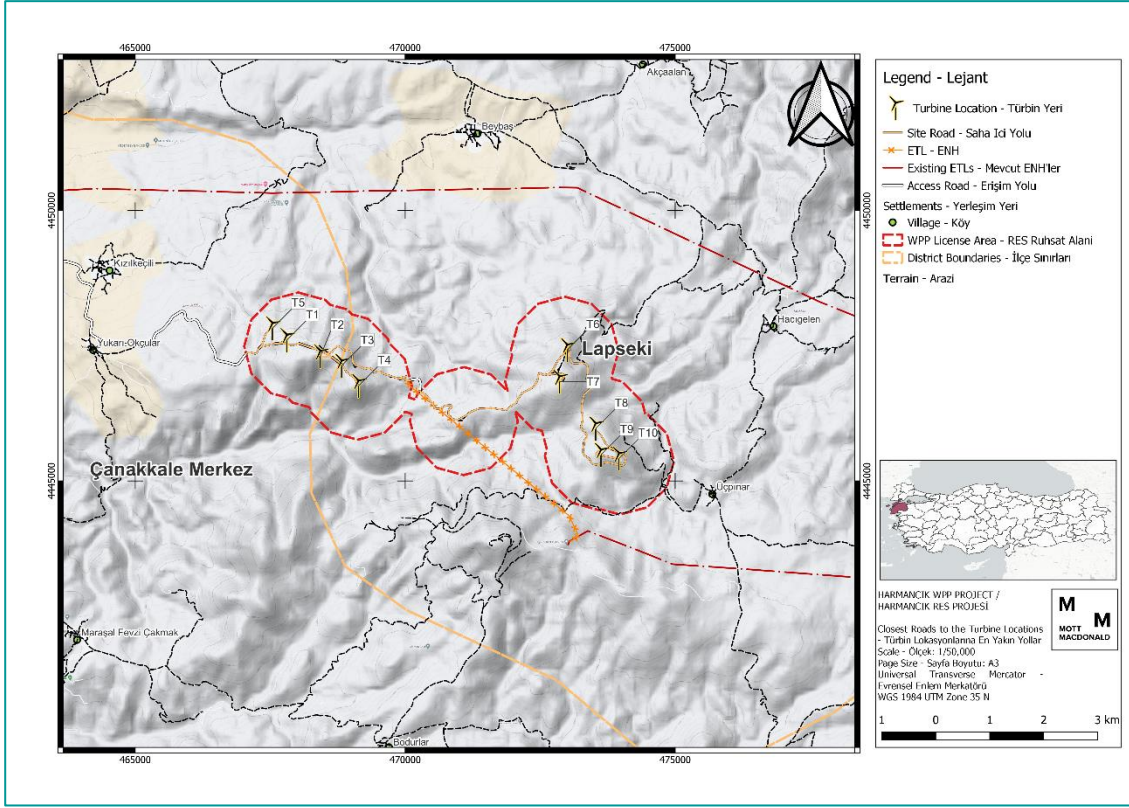 465000
470000
475000
Akçaalan
Beybaş
4450000
4450000
Kızılkeçili
Yukarı Okçular
Hacıgelen
T5
T1
T2
T3
T4
T6
Lapseki
T7
T8
T9
T10
Çanakkale Merkez
4445000
4445000
Üçpınar
Maraşal Fevzi Çakmak
Bodurlar
465000
470000
475000
Legend - Lejant
Turbine Location - Türbin Yeri
Site Road - Saha Ici Yolu
ETL - ENH
Existing ETLs - Mevcut ENH'ler
Access Road - Erişim Yolu
Settlements - Yerleşim Yeri
Village - Köy
WPP License Area - RES Ruhsat Alani
District Boundaries - İlçe Sınırları
Terrain - Arazi
HARMANCIK WPP PROJECT /
HARMANCIK RES PROJESİ
Closest Roads to the Turbine Locations
- Türbin Lokasyonlarına En Yakın Yollar
Scale - Ölçek: 1/50,000
Page Size - Sayfa Boyutu: A3
Universal Transverse Mercator -
Evrensel Enlem Merkatörü
WGS 1984 UTM Zone 35 N
M
M
MOTT
MACDONALD
1 0 1 2 3 km